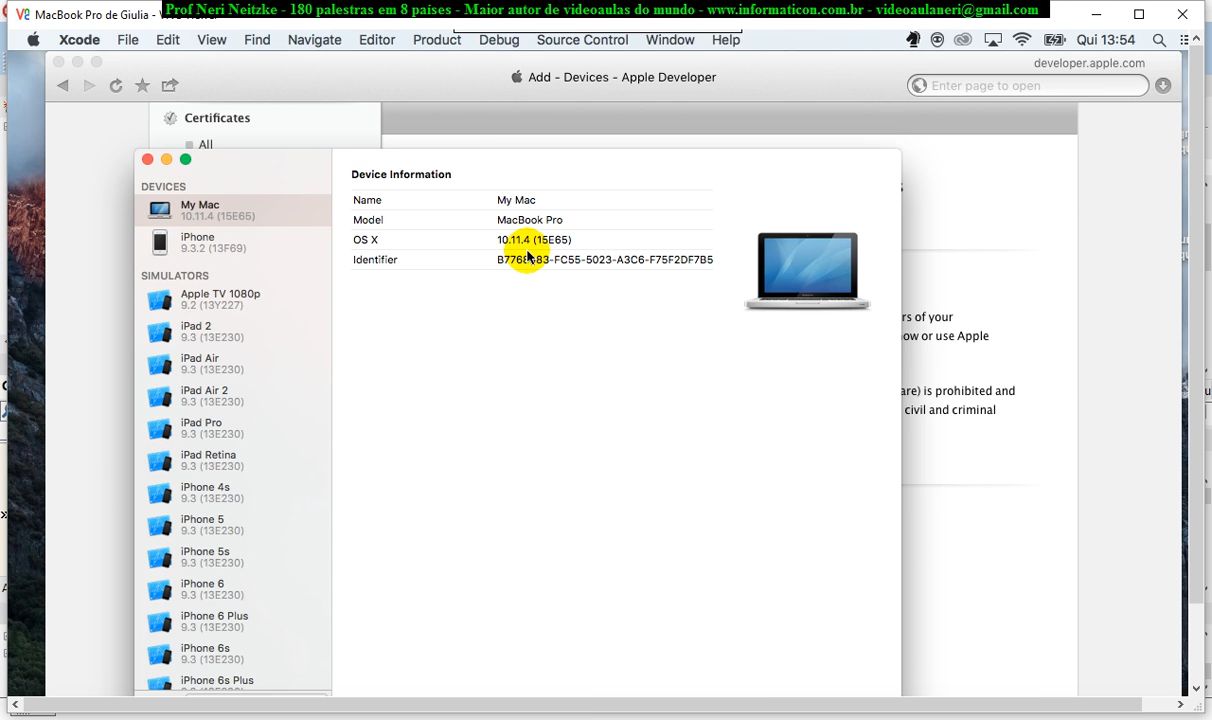 Prof Neri Neitzke - 180 palestras em 8 países - Maior autor de videoaulas do mundo - www.informaticon.com.br - videoaulaneri@gmail.com
MacBook Pro de Giulia -
Xcode File Edit View Find Navigate Editor Product Debug Source Control Window Help Qui 13:54
developer.apple.com
Add - Devices - Apple Developer
Enter page to open
Certificates
All
Device Information
DEVICES
My Mac
10.11.4 (15E65)
iPhone
9.3.2 (13F69)
SIMULATORS
Apple TV 1080p
9.2 (13Y227)
iPad 2
9.3 (13E230)
iPad Air
9.3 (13E230)
iPad Air 2
9.3 (13E230)
iPad Pro
9.3 (13E230)
iPad Retina
9.3 (13E230)
iPhone 4s
9.3 (13E230)
iPhone 5
9.3 (13E230)
iPhone 5s
9.3 (13E230)
iPhone 6
9.3 (13E230)
iPhone 6 Plus
9.3 (13E230)
iPhone 6s
9.3 (13E230)
iPhone 6s Plus
Name My Mac
Model MacBook Pro
OS X 10.11.4 (15E65)
Identifier
rs of your
ow or use Apple
are) is prohibited and
civil and criminal